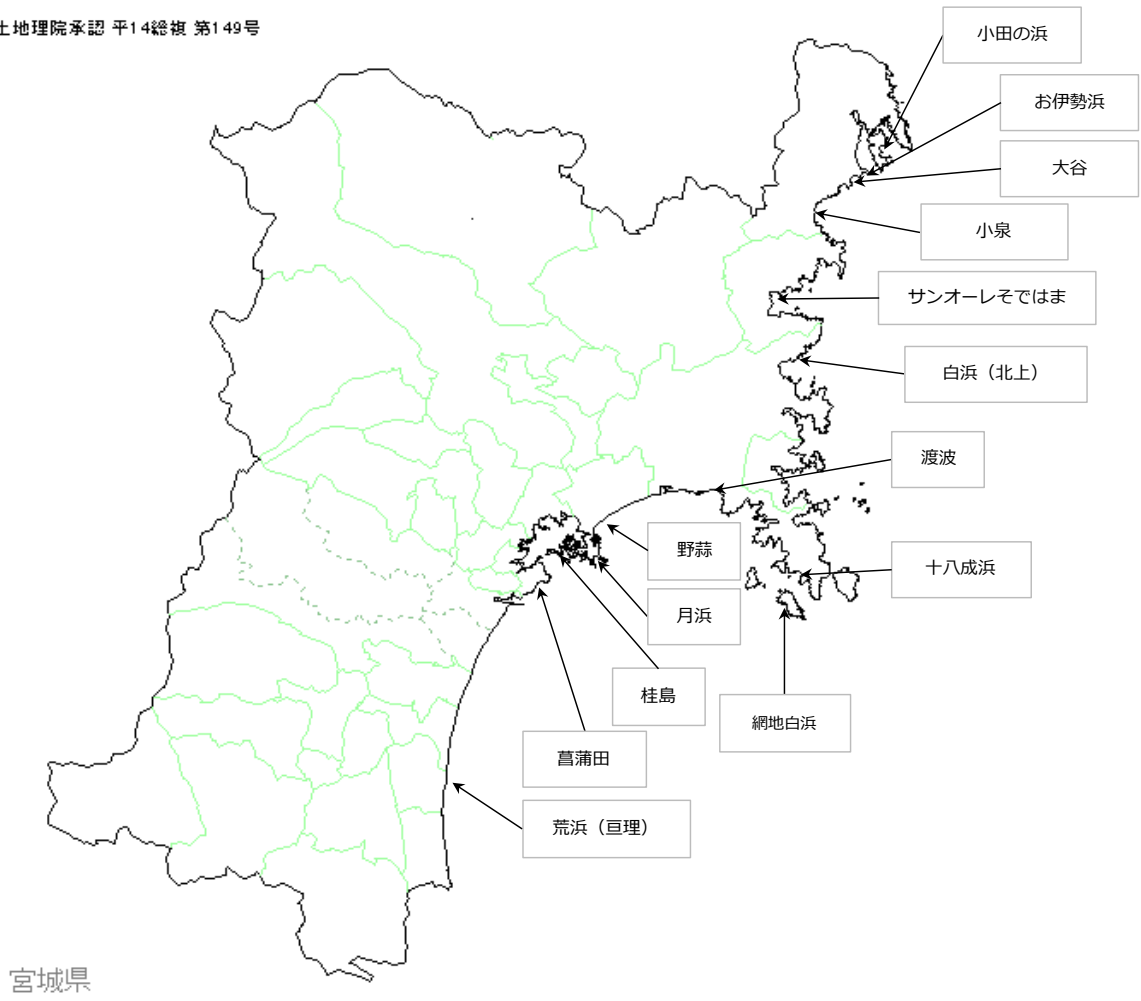 土地理院承認 平14総複 第149号
小田の浜
お伊勢浜
大谷
小泉
サンオーレそではま
白浜（北上）
渡波
野蒜
十八成浜
月浜
桂島
網地白浜
菖蒲田
荒浜（亘理）
宮城県